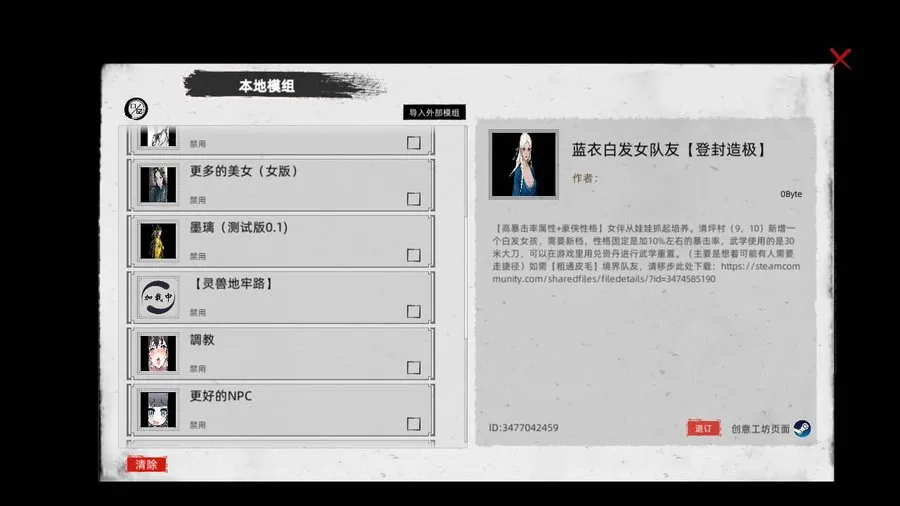 本地模组
导入外部模组
禁用
更多的美女（女版）
禁用
墨璃（测试版0.1）
禁用
【灵兽地牢路】
加载中
禁用
調教
禁用
更好的NPC
禁用
清除
蓝衣白发女队友【登封造极】
作者：
0Byte
【高暴击率属性+豪侠性格】女伴从娃娃抓起培养。清坪村（9，10）新增一
个白发女孩，需要新档，性格固定是加10%左右的暴击率，武学使用的是30
米大刀，可以在游戏里用兑资丹进行武学重置。（主要是想着可能有人需要
走捷径）如需【粗通皮毛】境界队友，请移步此处下载：https://steamcom
munity.com/sharedfiles/filedetails/?id=3474585190
ID:3477042459
退订
创意工坊页面